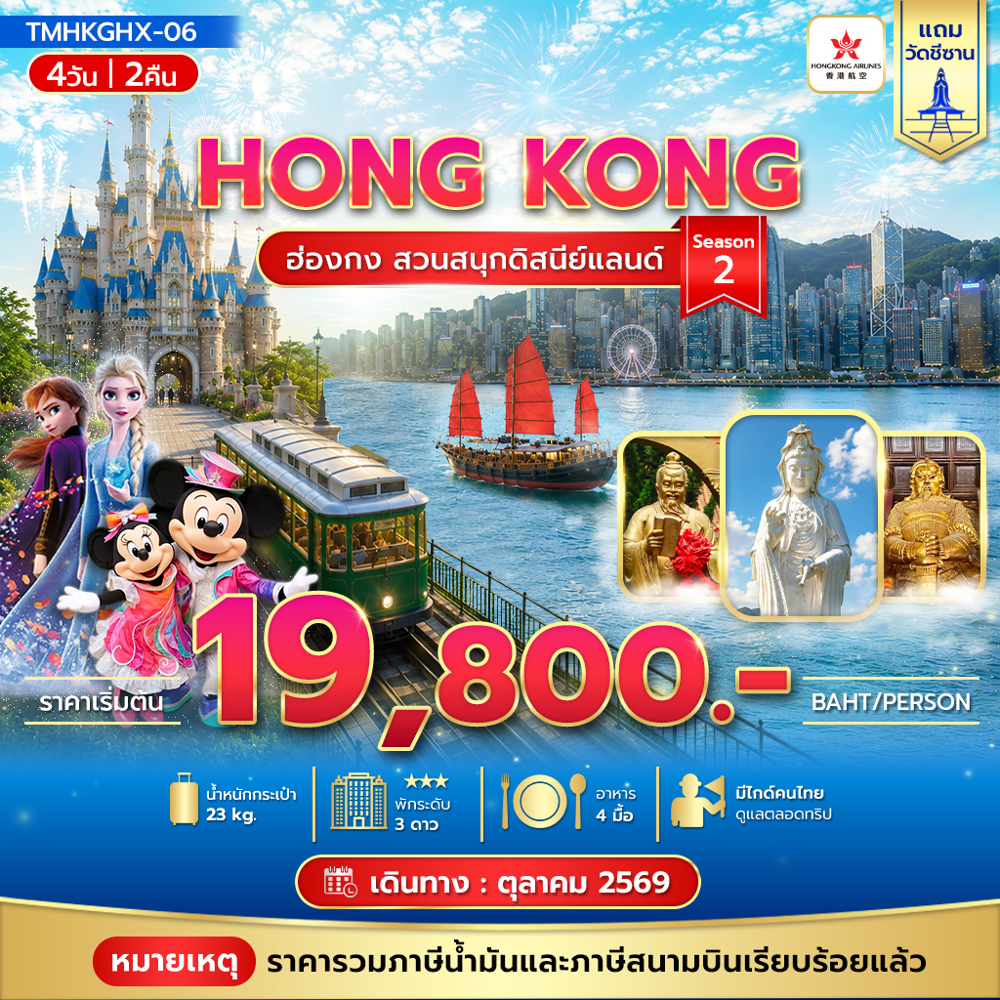 TMHKGHX-06
4วัน | 2คืน
HONGKONG AIRLINES
香港航空
แถม
วัดชีซาน
HONG KONG
ฮ่องกง สวนสนุกดิสนีย์แลนด์
Season
2
19,800.-
ราคาเริ่มต้น
BAHT/PERSON
น้ำหนักกระเป๋า
23 kg.
พักระดับ
3 ดาว
อาหาร
4 มื้อ
มีไกด์คนไทย
ดูแลตลอดทริป
เดินทาง : ตุลาคม 2569
หมายเหตุ ราคารวมภาษีน้ำมันและภาษีสนามบินเรียบร้อยแล้ว